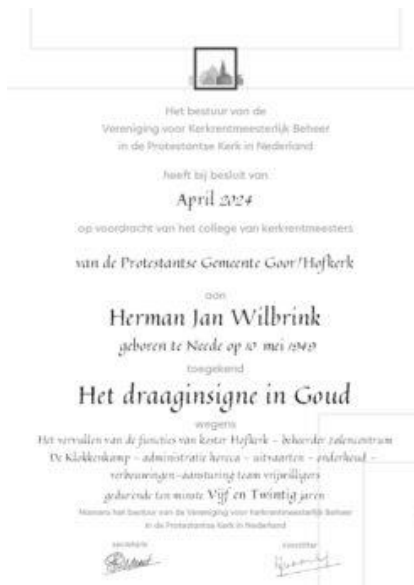 Het bestuur van de
Vereniging voor Kerkrentmeesterlijk Beheer
in de Protestantse Kerk in Nederland
heeft bij besluit van
April 2024
op voordracht van het college van kerkrentmeesters
van de Protestantse Gemeente Goor/Hofkerk
aan
Herman Jan Wilbrink
geboren te Neede op 10 mei 1949
toegekend
Het draaginsigne in Goud
wegens
Het vervullen van de functies van koster Hofkerk - beheerder zalencentrum
De Klokkenkamp - administratie horeca - uitvaarten - onderhoud -
verbouwingen-aansturing team vrijwilligers
gedurende ten minste Vijf en Twintig jaren
Namens het bestuur van de Vereniging voor Kerkrentmeesterlijk Beheer
in de Protestantse Kerk in Nederland
secretaris voorzitter